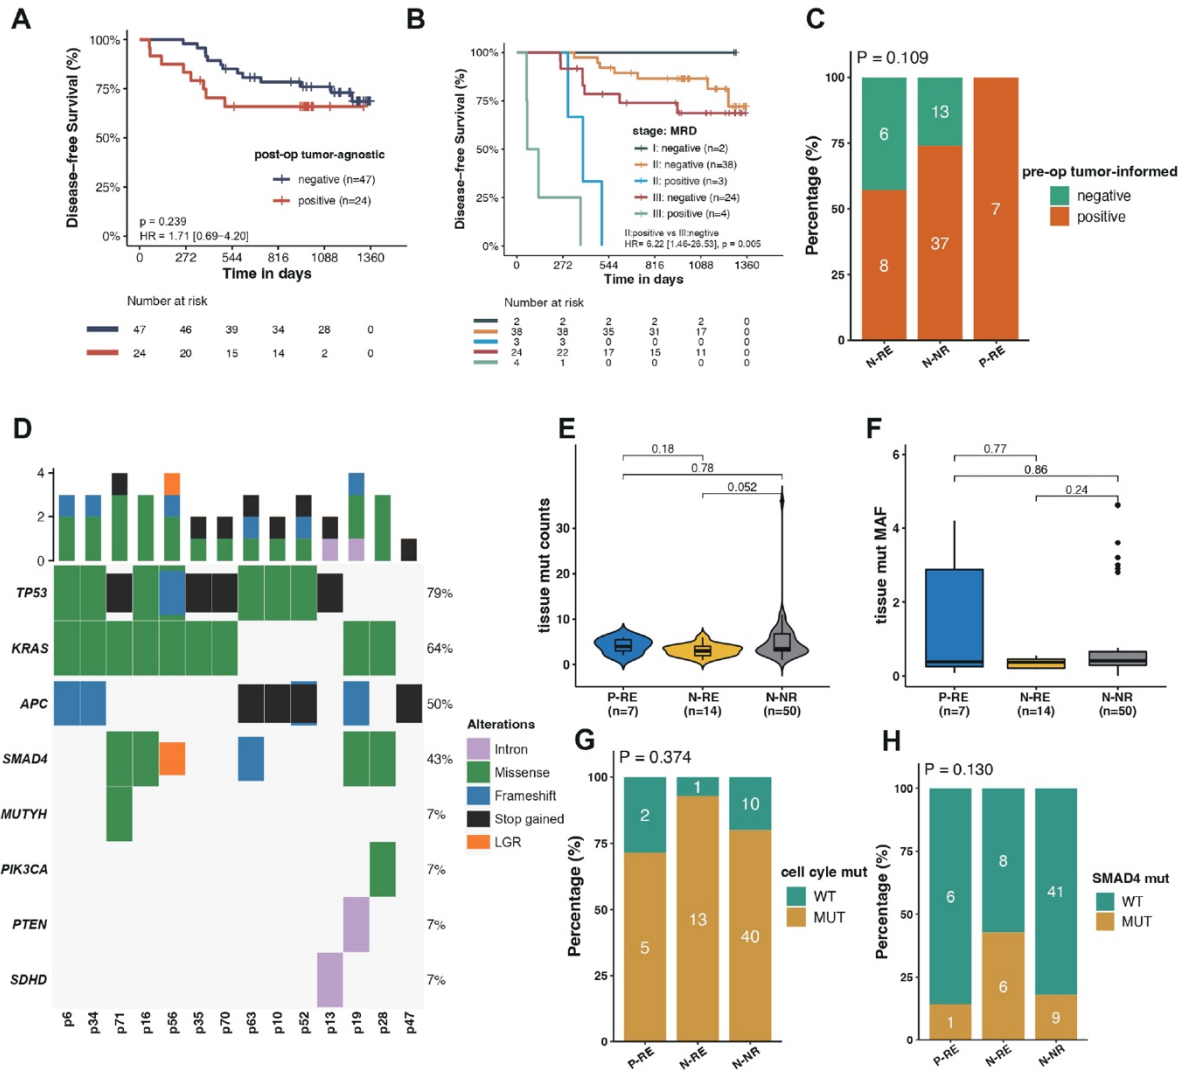 A
Disease-free Survival (%)
100%
75%
50%
25%
0%
post-op tumor-agnostic
negative (n=47)
positive (n=24)
p = 0.239
HR = 1.71 [0.69-4.20]
0 272 544 816 1088 1360
Time in days
Number at risk
47 46 39 34 28 0
24 20 15 14 2 0
B
Disease-free Survival (%)
100%
75%
50%
25%
0%
stage: MRD
I: negative (n=2)
II: negative (n=38)
II: positive (n=3)
III: negative (n=24)
III: positive (n=4)
II:positive vs III:negtive
HR= 6.22 [1.46-26.53], p = 0.005
0 272 544 816 1088 1360
Time in days
Number at risk
2 2 2 2 2 0
38 38 35 31 17 0
3 3 0 0 0 0
24 22 17 15 11 0
4 1 0 0 0 0
C
P = 0.109
Percentage (%)
100
75
50
25
0
6 13
8 37 7
N-RE N-NR P-RE
pre-op tumor-informed
negative
positive
D
4
2
0
TP53 79%
KRAS 64%
APC 50%
SMAD4 43%
MUTYH 7%
PIK3CA 7%
PTEN 7%
SDHD 7%
p6 p34 p71 p16 p56 p35 p70 p63 p10 p52 p13 p19 p28 p47
Alterations
Intron
Missense
Frameshift
Stop gained
LGR
E
tissue mut counts
30
20
10
0
0.18
0.78
0.052
P-RE N-RE N-NR
(n=7) (n=14) (n=50)
F
tissue mut MAF
6
4
2
0
0.77
0.86
0.24
P-RE N-RE N-NR
(n=7) (n=14) (n=50)
G
P = 0.374
Percentage (%)
100
75
50
25
0
2 1 10
5 13 40
P-RE N-RE N-NR
cell cyle mut
WT
MUT
H
P = 0.130
Percentage (%)
100
75
50
25
0
6 8 41
1 6 9
P-RE N-RE N-NR
SMAD4 mut
WT
MUT